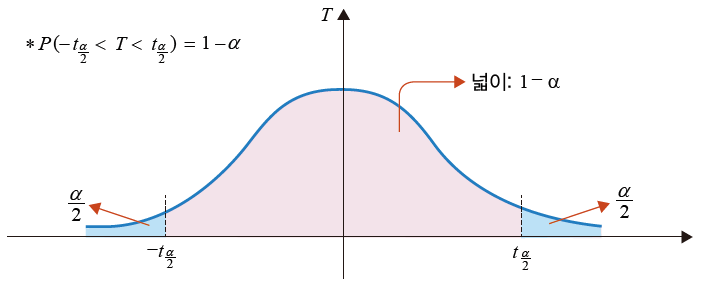 T
* P(-t_{α/2} < T < t_{α/2}) = 1-α
넓이: 1-α
α/2
α/2
-t_{α/2}
t_{α/2}